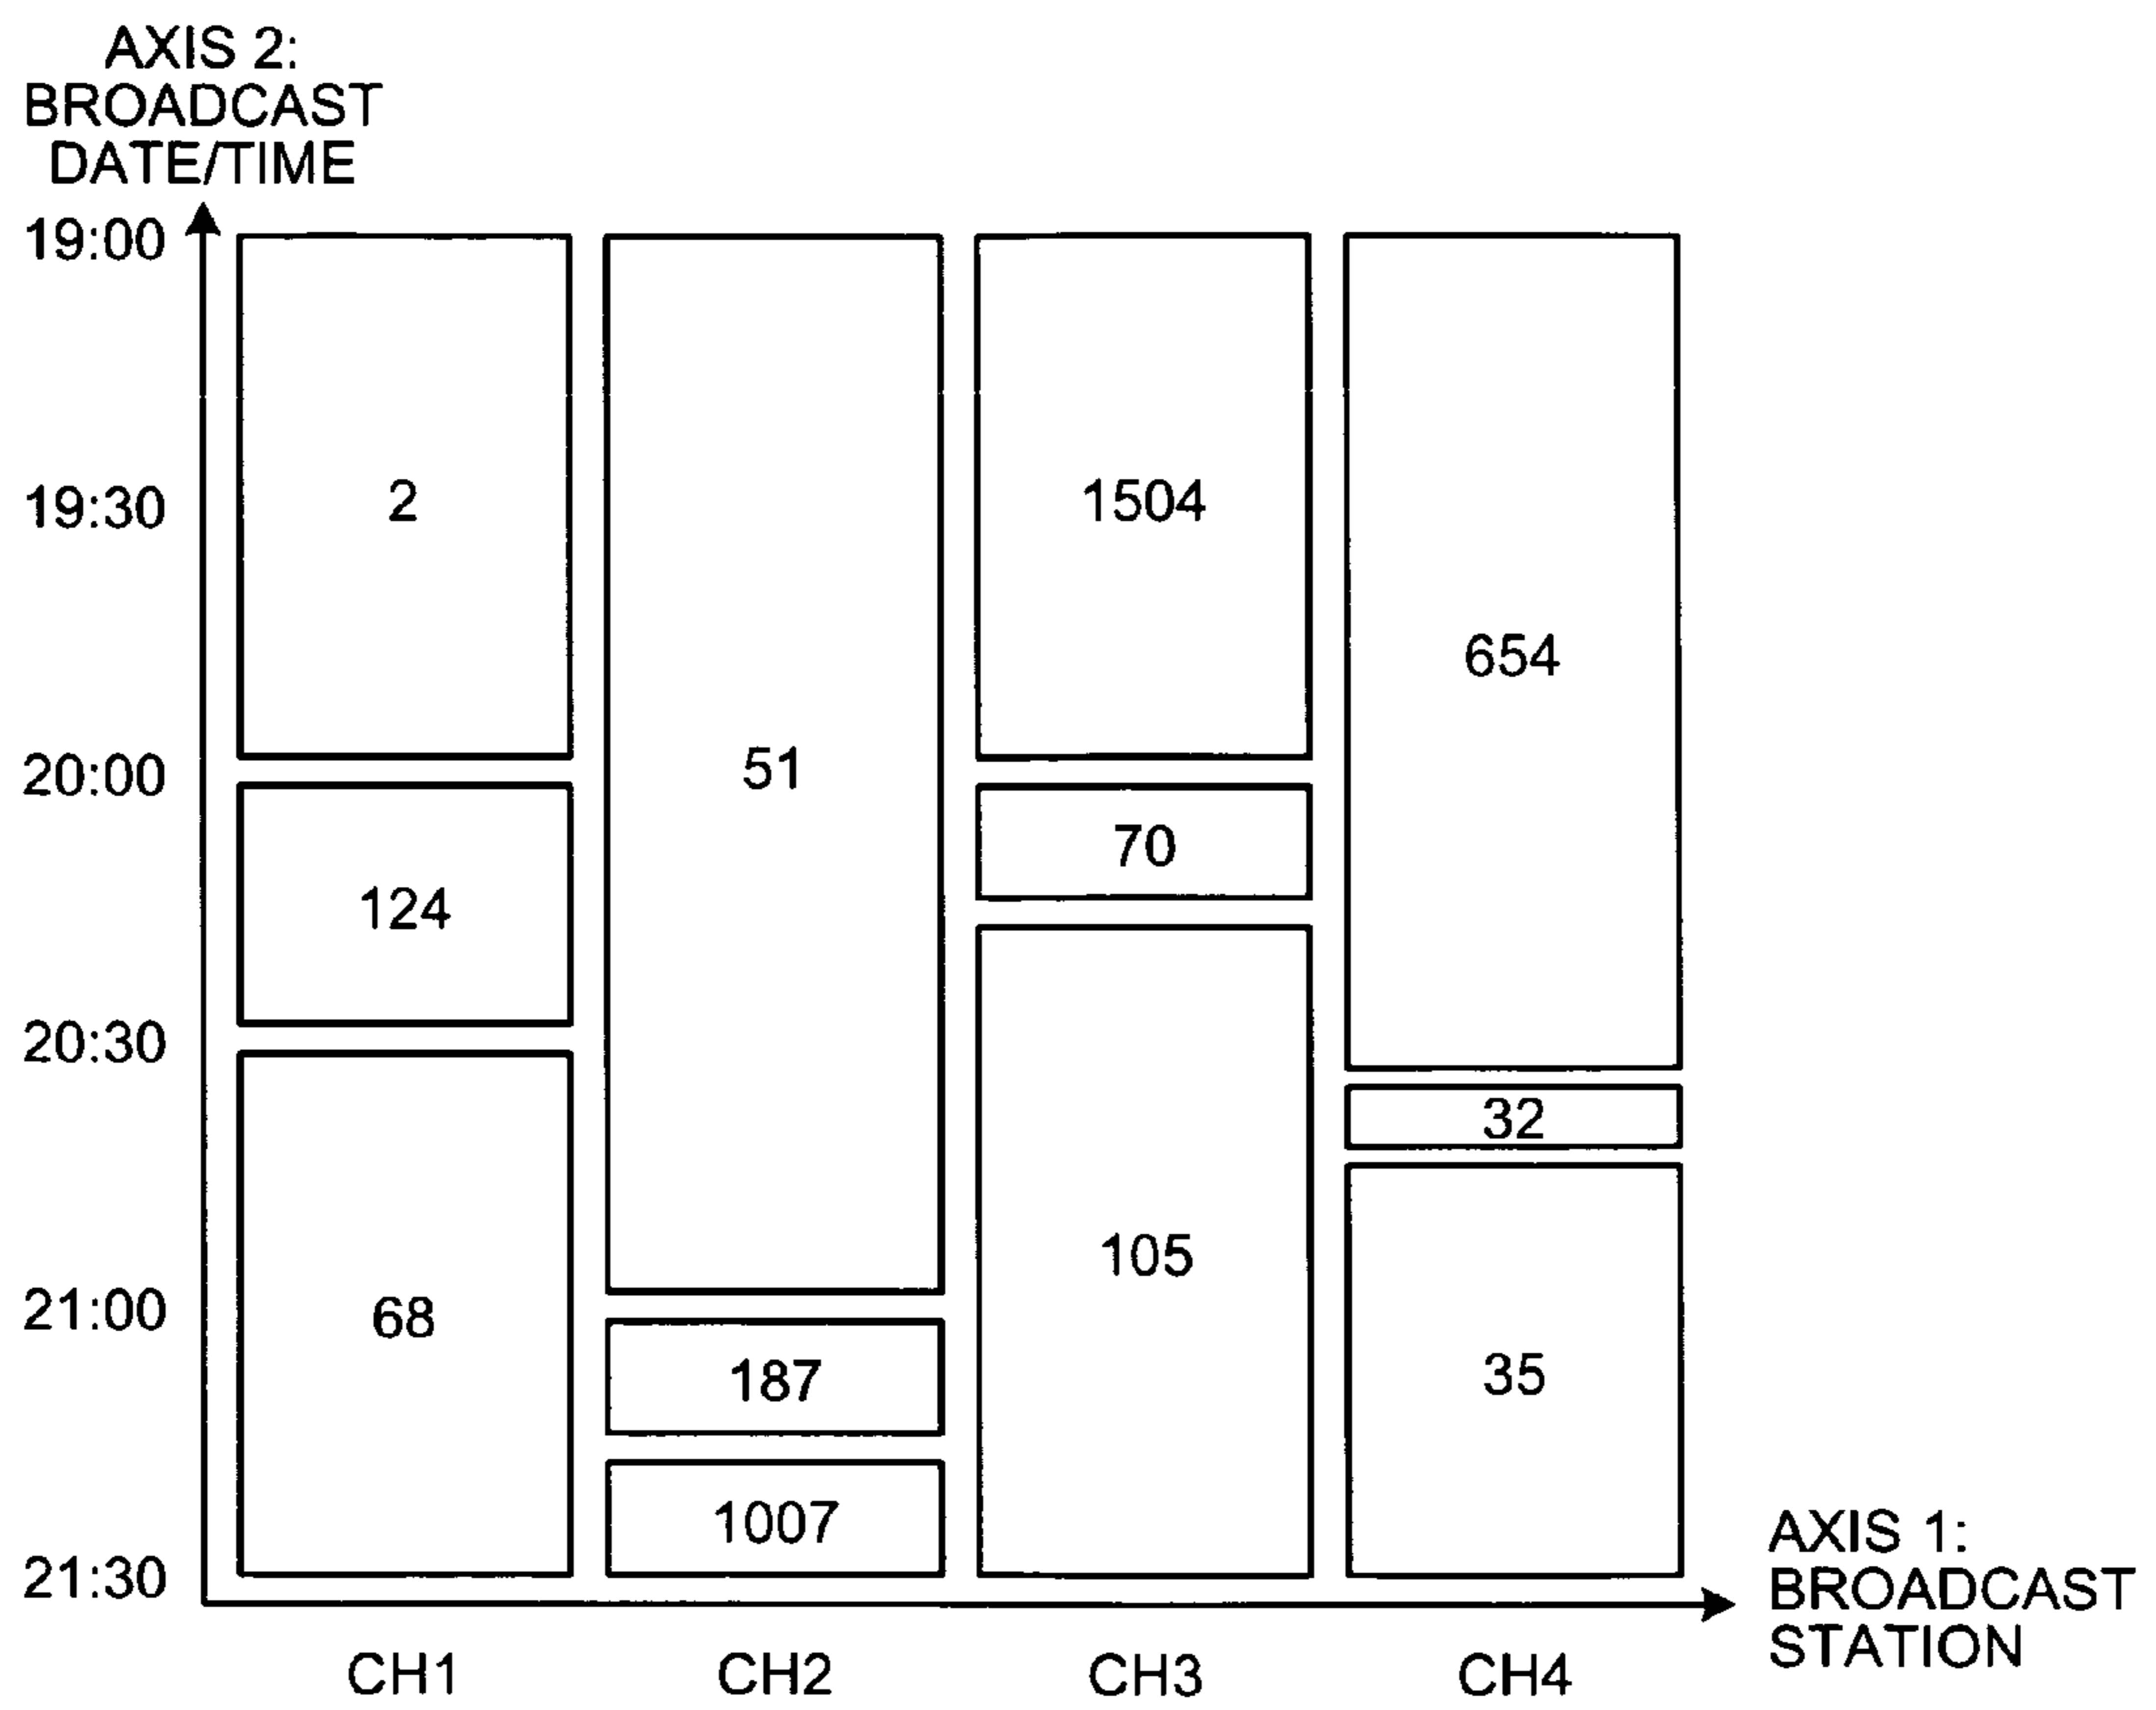 AXIS 2:
BROADCAST
DATE/TIME
19:00
19:30
20:00
20:30
21:00
21:30
2
124
68
51
187
1007
1504
70
105
654
32
35
CH1
CH2
CH3
CH4
AXIS 1:
BROADCAST
STATION